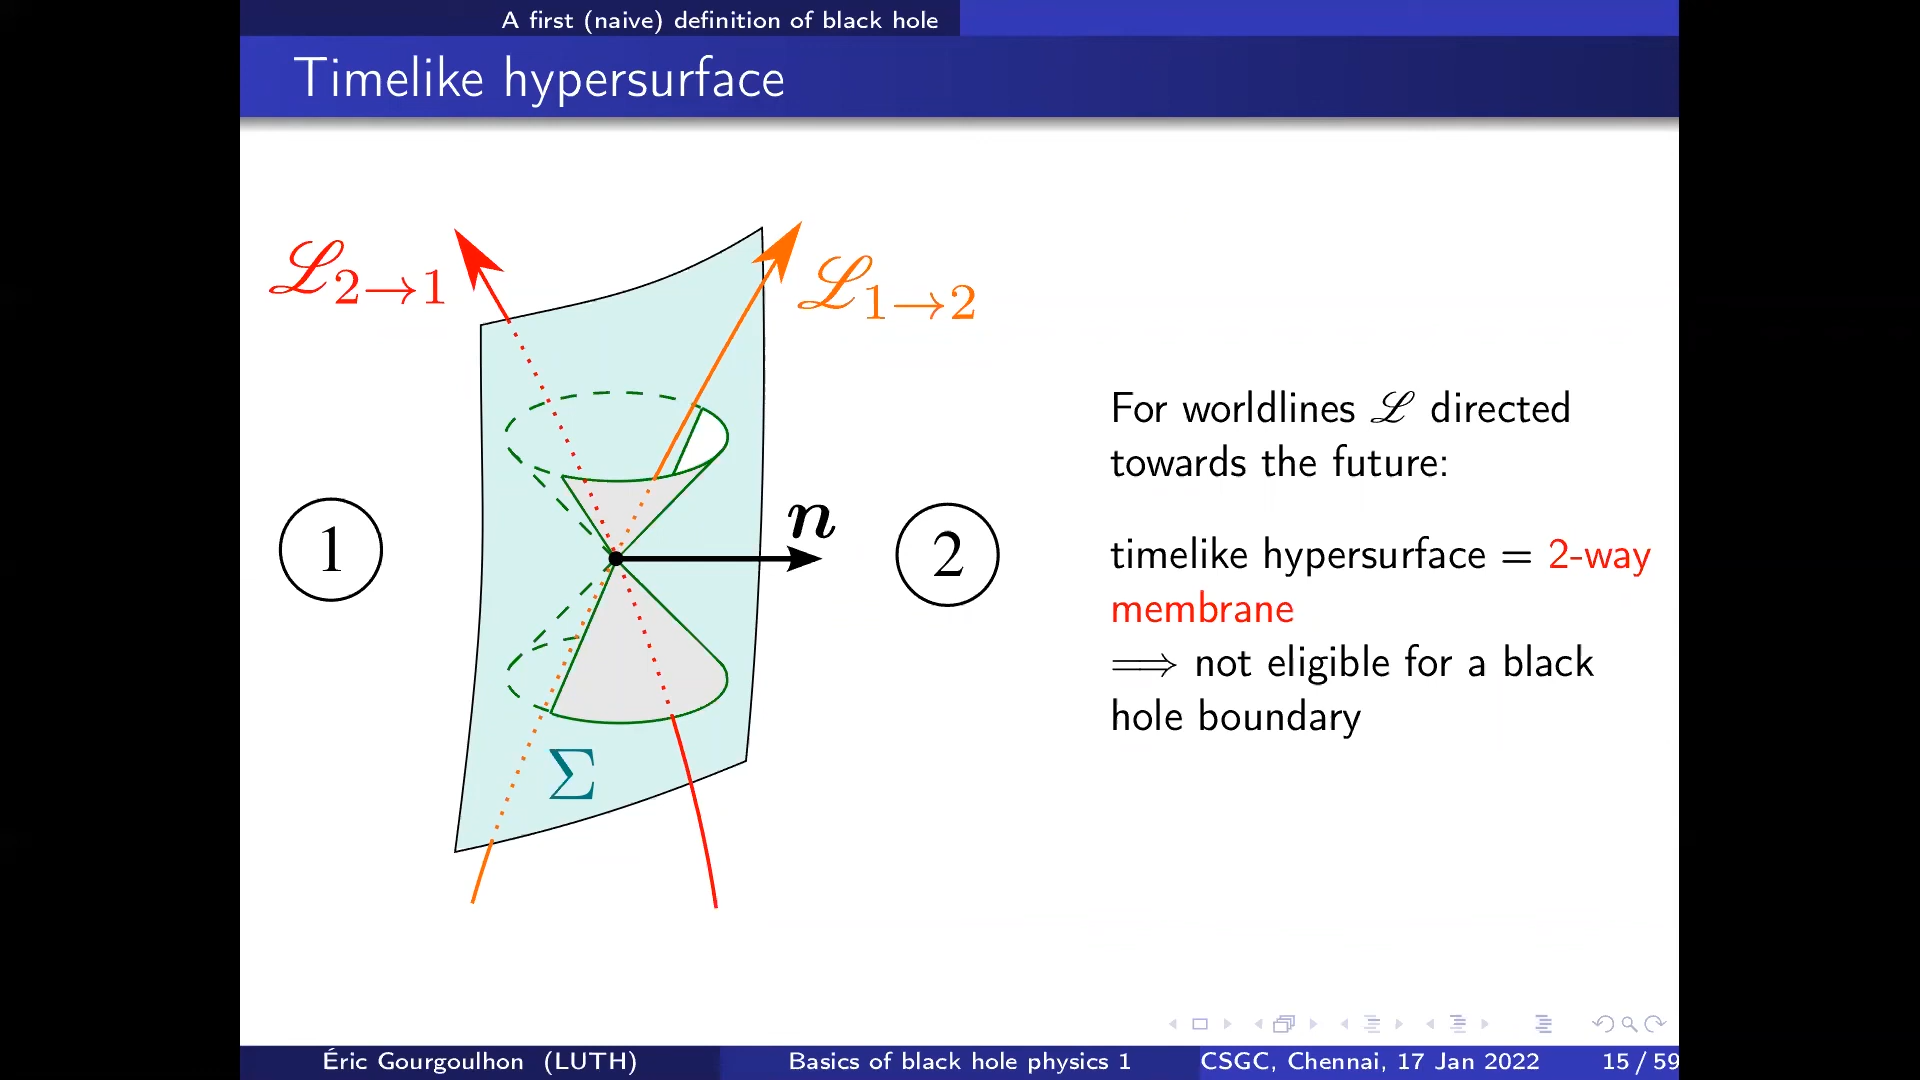 A first (naive) definition of black hole
Timelike hypersurface
ℒ2→1
ℒ1→2
For worldlines ℒ directed
towards the future:
n
1
2
timelike hypersurface = 2-way
membrane
⟹ not eligible for a black
hole boundary
Σ
Éric Gourgoulhon (LUTH)
Basics of black hole physics 1
CSGC, Chennai, 17 Jan 2022
15 / 59